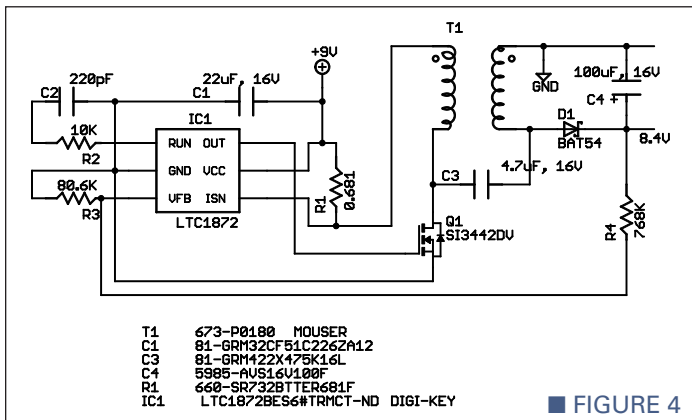 T1
+9V
220pF
C2
C1
22uF, 16V
100uF, 16V
GND
C4 +
IC1
10K
R2
RUN OUT
GND VCC
VFB ISN
LTC1872
80.6K
R3
R1
0.681
D1
BAT54
8.4V
C3
4.7uF, 16V
Q1
SI3442DV
R4
768K
T1 673-P0180 MOUSER
C1 81-GRM32CF51C226ZA12
C3 81-GRM422X475K16L
C4 5985-AVS16V100F
R1 660-SR732BTTER681F
IC1 LTC1872BES6#TRMCT-ND DIGI-KEY
■ FIGURE 4